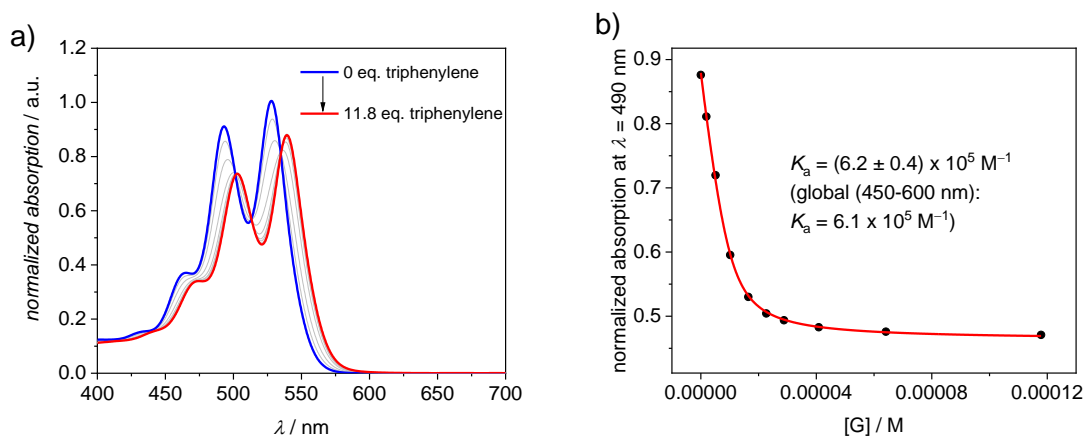 a)
normalized absorption / a.u.
1.2
1.0
0.8
0.6
0.4
0.2
0.0
400
450
500
550
600
650
700
λ / nm
0 eq. triphenylene
11.8 eq. triphenylene
b)
normalized absorption at λ = 490 nm
0.9
0.8
0.7
0.6
0.5
0.00000
0.00004
0.00008
0.00012
[G] / M
Kₐ = (6.2 ± 0.4) x 10⁵ M⁻¹
(global (450-600 nm):
Kₐ = 6.1 x 10⁵ M⁻¹)